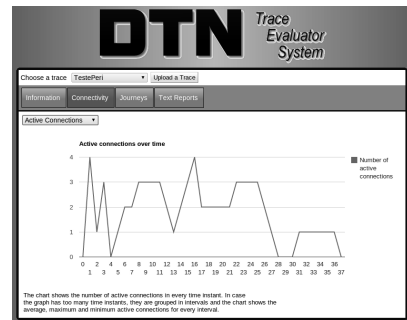 DTN Trace
Evaluator
System
Choose a trace TestePeri Upload a Trace
Information Connectivity Journeys Text Reports
Active Connections
Active connections over time
4
3
2
1
0
Number of
active
connections
0 2 4 6 8 10 12 14 16 18 20 22 24 26 28 30 32 34 36
1 3 5 7 9 11 13 15 17 19 21 23 25 27 29 31 33 35 37
The chart shows the number of active connections in every time instant. In case
the graph has too many time instants, they are grouped in intervals and the chart shows the
average, maximum and minimum active connections for every interval.